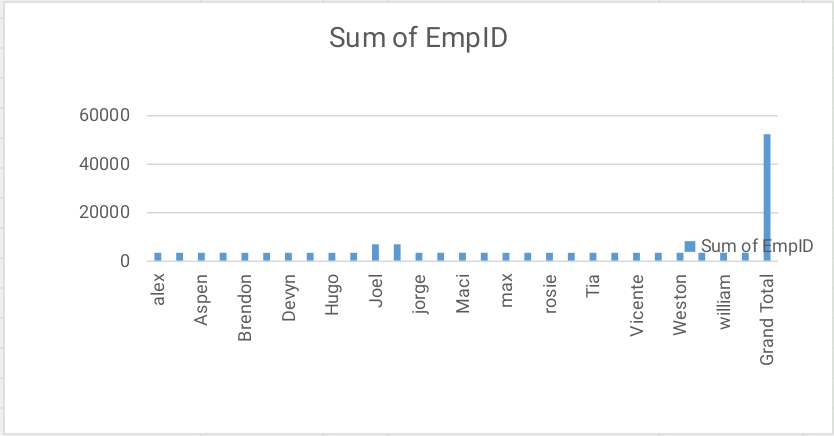 Sum of EmpID
60000
40000
20000
0
Sum of EmpID
alex
Aspen
Brendon
Devyn
Hugo
Joel
jorge
Maci
max
rosie
Tia
Vicente
Weston
william
Grand Total